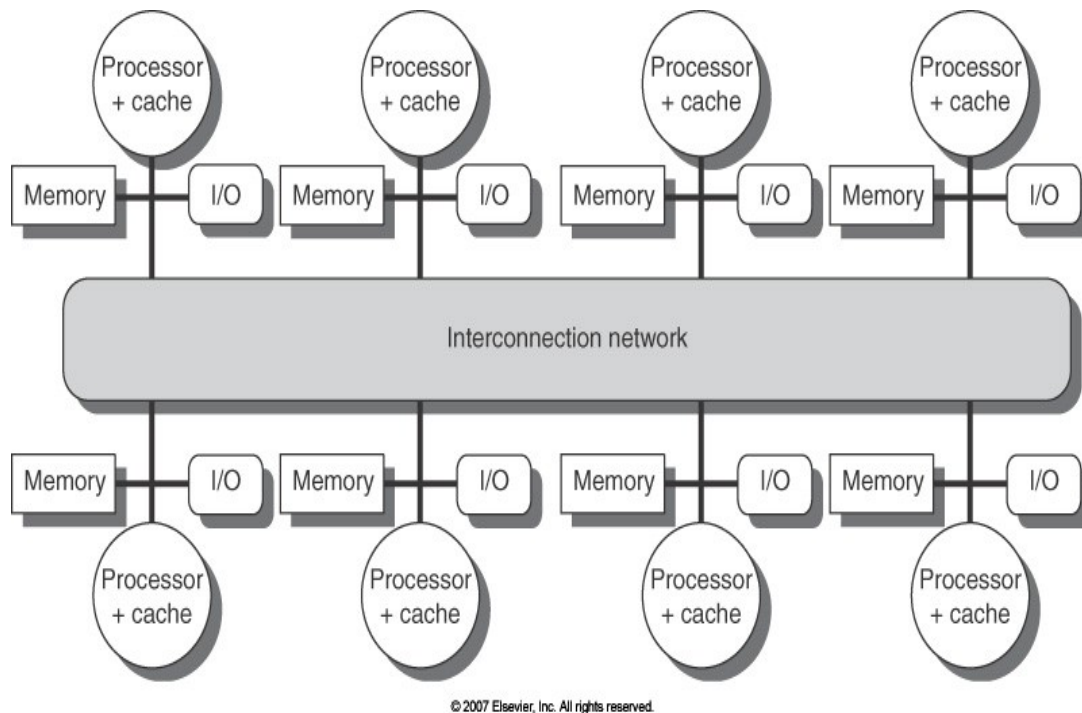 Processor
+ cache
Processor
+ cache
Processor
+ cache
Processor
+ cache
Memory
I/O
Memory
I/O
Memory
I/O
Memory
I/O
Interconnection network
Memory
I/O
Memory
I/O
Memory
I/O
Memory
I/O
Processor
+ cache
Processor
+ cache
Processor
+ cache
Processor
+ cache
© 2007 Elsevier, Inc. All rights reserved.